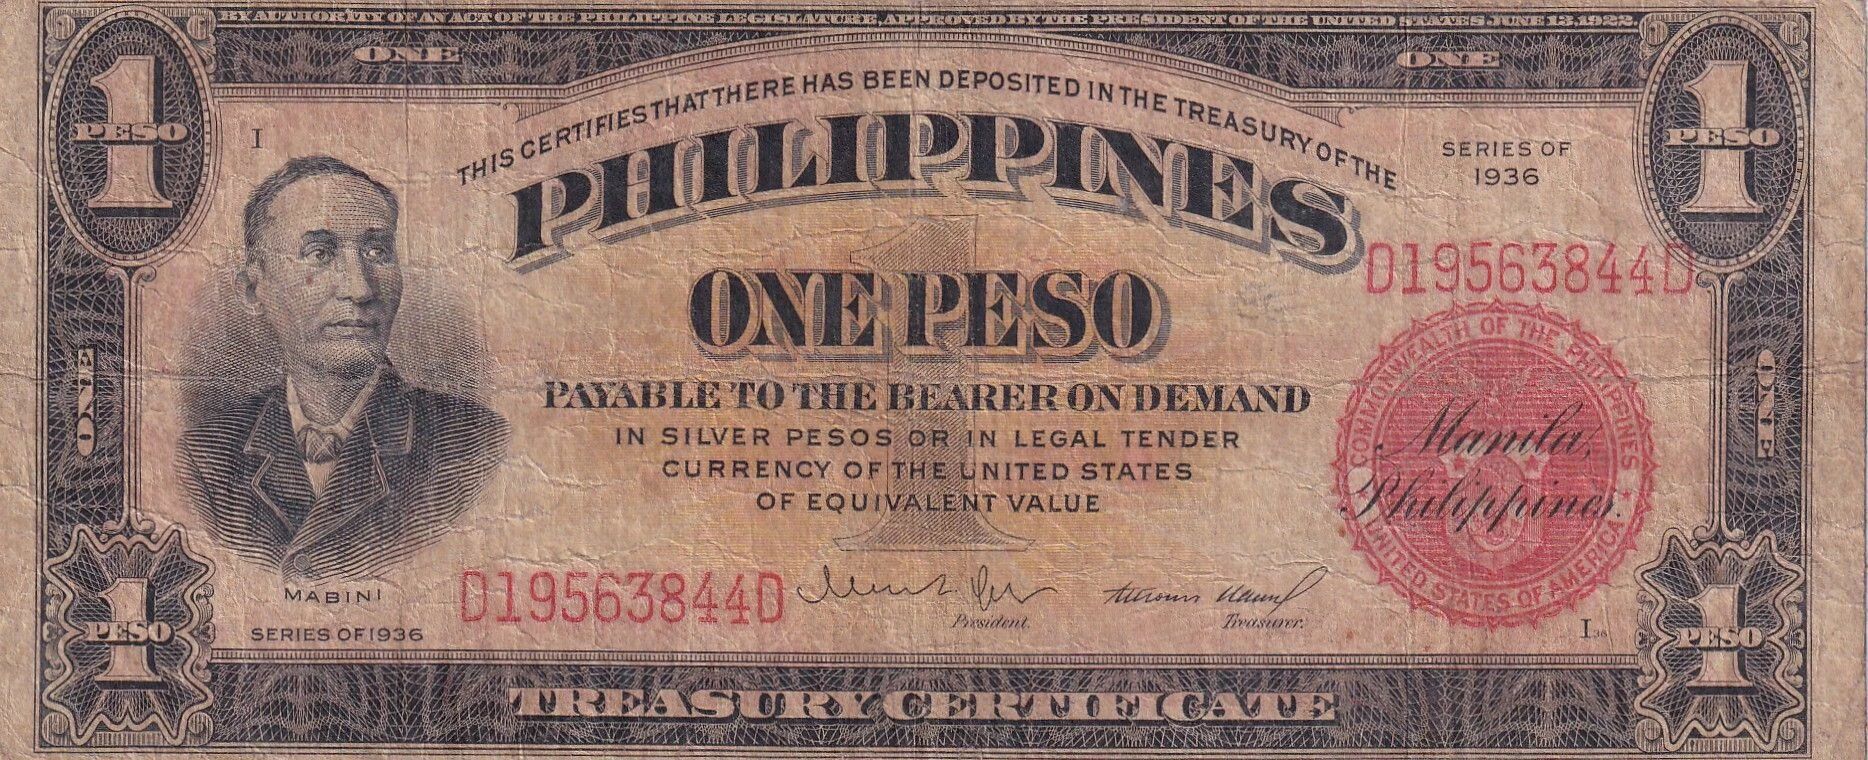 BY AUTHORITY OF AN ACT OF THE PHILIPPINE LEGISLATURE, APPROVED BY THE PRESIDENT OF THE UNITED STATES, JUNE 13, 1922
ONE
ONE
1
PESO
1
PESO
I
THIS CERTIFIES THAT THERE HAS BEEN DEPOSITED IN THE TREASURY OF THE
PHILIPPINES
SERIES OF
1936
D19563844D
1
ONE PESO
PAYABLE TO THE BEARER ON DEMAND
IN SILVER PESOS OR IN LEGAL TENDER
CURRENCY OF THE UNITED STATES
OF EQUIVALENT VALUE
ONE
ONE
COMMONWEALTH OF THE PHILIPPINES
Manila,
Philippines.
UNITED STATES OF AMERICA
MABINI
SERIES OF 1936
D19563844D
President.
Treasurer.
I36
1
PESO
1
PESO
TREASURY CERTIFICATE